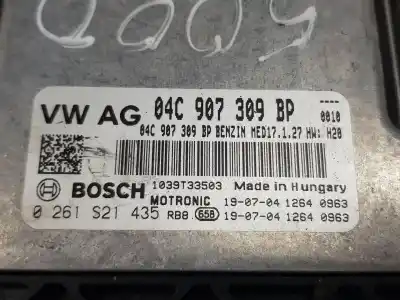 5000
VW AG 04C 907 309 BP ----
0010
04C 907 309 BP BENZIN MED17.1.27 HW: H20
BOSCH 1039T33503 Made in Hungary
MOTRONIC 19-07-04 1264 0963
0 261 S21 435 RB8 658 19-07-04 1264 0963